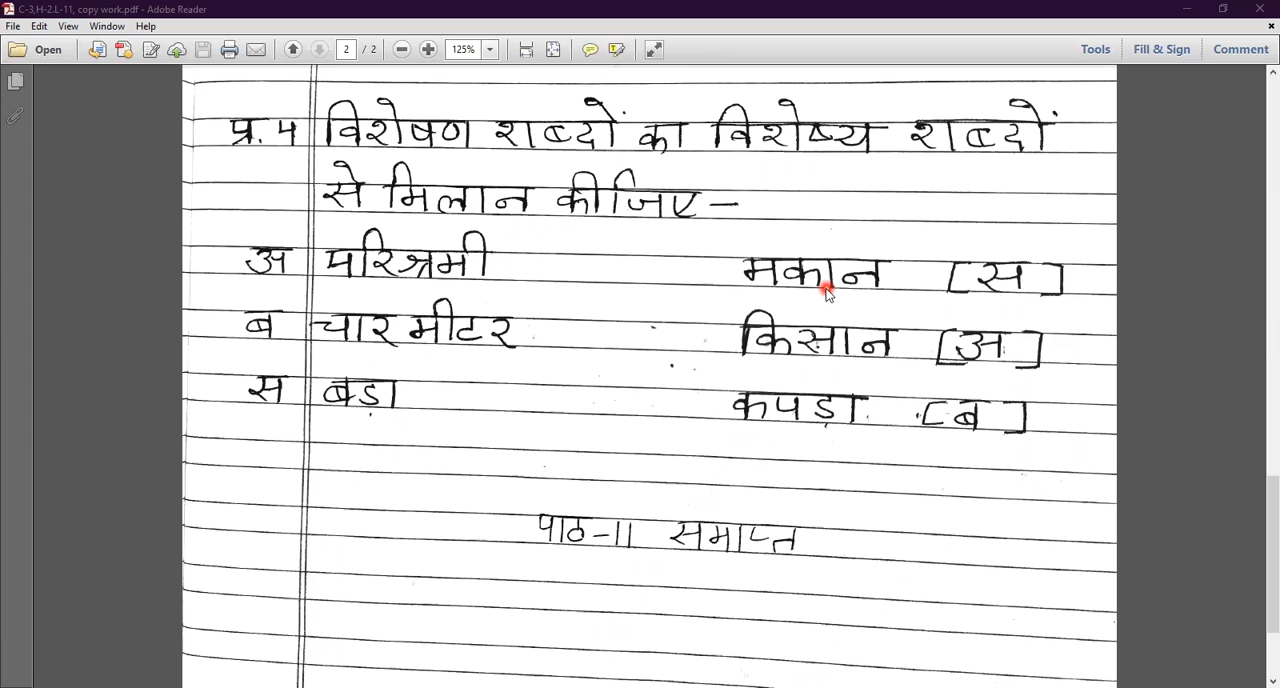 C-3,H-2.L-11, copy work.pdf - Adobe Reader
File Edit View Window Help
Open 2 / 2 125% Tools Fill & Sign Comment
प्र. 4 विशेषण शब्दों का विशेष्य शब्दों
से मिलान कीजिए -
अ परिश्रमी मकान [स]
ब चार मीटर किसान [अ]
स बड़ा कपड़ा [ब]
पाठ-11 समाप्त